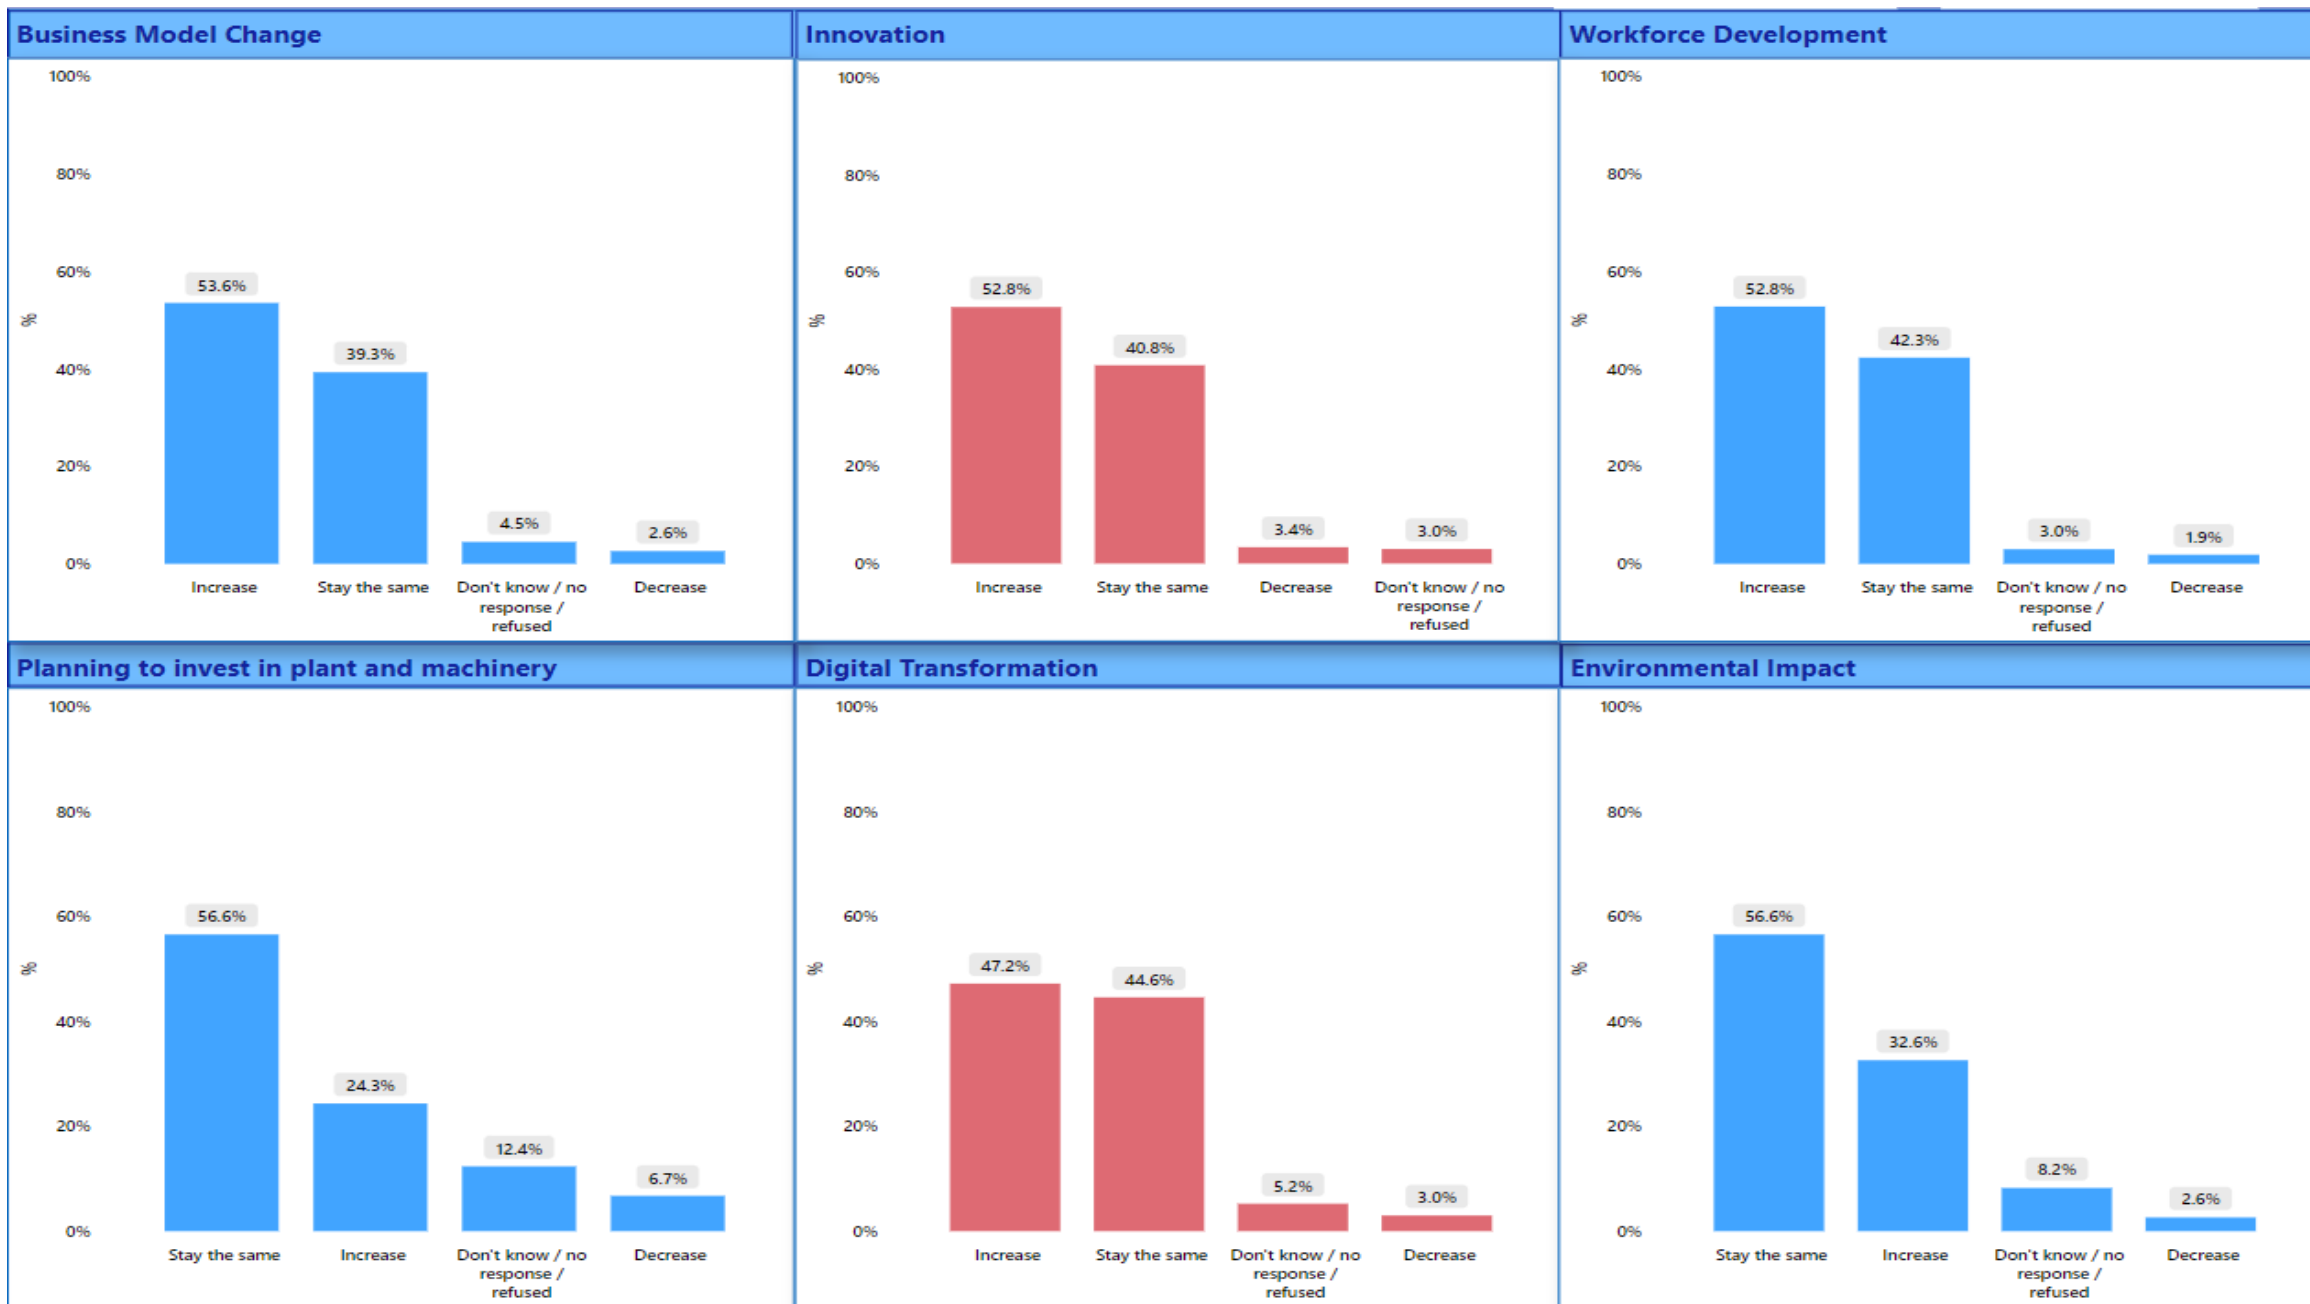 Business Model Change
100%
80%
60%
40%
20%
0%
%
53.6%
39.3%
4.5%
2.6%
Increase
Stay the same
Don't know / no
response /
refused
Decrease
Innovation
100%
80%
60%
40%
20%
0%
%
52.8%
40.8%
3.4%
3.0%
Increase
Stay the same
Decrease
Don't know / no
response /
refused
Workforce Development
100%
80%
60%
40%
20%
0%
%
52.8%
42.3%
3.0%
1.9%
Increase
Stay the same
Don't know / no
response /
refused
Decrease
Planning to invest in plant and machinery
100%
80%
60%
40%
20%
0%
%
56.6%
24.3%
12.4%
6.7%
Stay the same
Increase
Don't know / no
response /
refused
Decrease
Digital Transformation
100%
80%
60%
40%
20%
0%
%
47.2%
44.6%
5.2%
3.0%
Increase
Stay the same
Don't know / no
response /
refused
Decrease
Environmental Impact
100%
80%
60%
40%
20%
0%
%
56.6%
32.6%
8.2%
2.6%
Stay the same
Increase
Don't know / no
response /
refused
Decrease